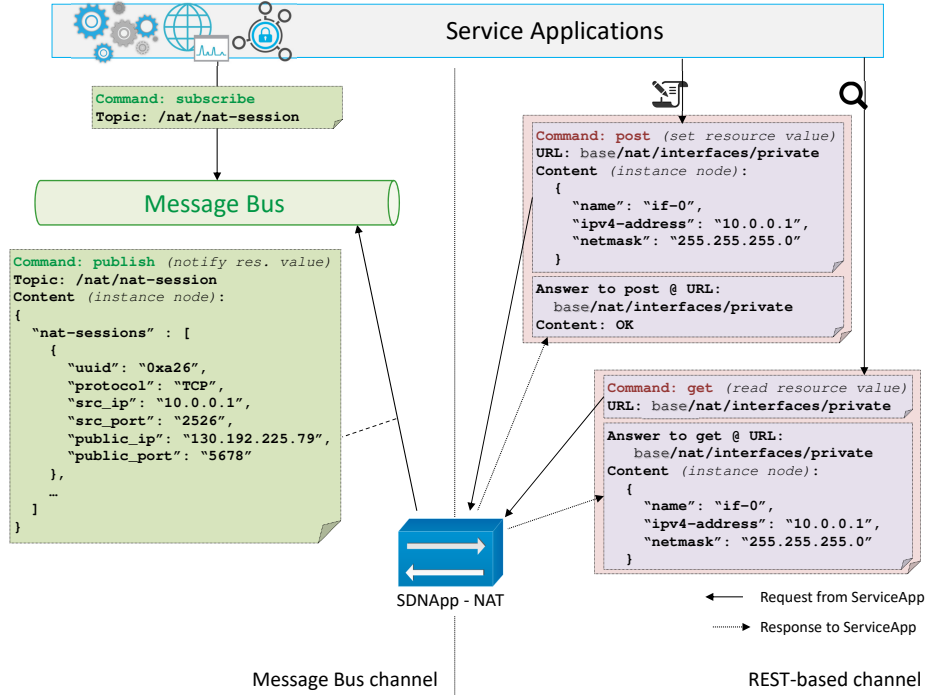 Service Applications
Command: subscribe
Topic: /nat/nat-session
Message Bus
Command: publish (notify res. value)
Topic: /nat/nat-session
Content (instance node):
{
“nat-sessions” : [
{
“uuid”: “0xa26”,
“protocol”: “TCP”,
“src_ip”: “10.0.0.1”,
“src_port”: “2526”,
“public_ip”: “130.192.225.79”,
“public_port”: “5678”
},
…
]
}
Command: post (set resource value)
URL: base/nat/interfaces/private
Content (instance node):
{
“name”: “if-0”,
“ipv4-address”: “10.0.0.1”,
“netmask”: “255.255.255.0”
}
Answer to post @ URL:
base/nat/interfaces/private
Content: OK
Command: get (read resource value)
URL: base/nat/interfaces/private
Answer to get @ URL:
base/nat/interfaces/private
Content (instance node):
{
“name”: “if-0”,
“ipv4-address”: “10.0.0.1”,
“netmask”: “255.255.255.0”
}
SDNApp - NAT
Request from ServiceApp
Response to ServiceApp
Message Bus channel
REST-based channel